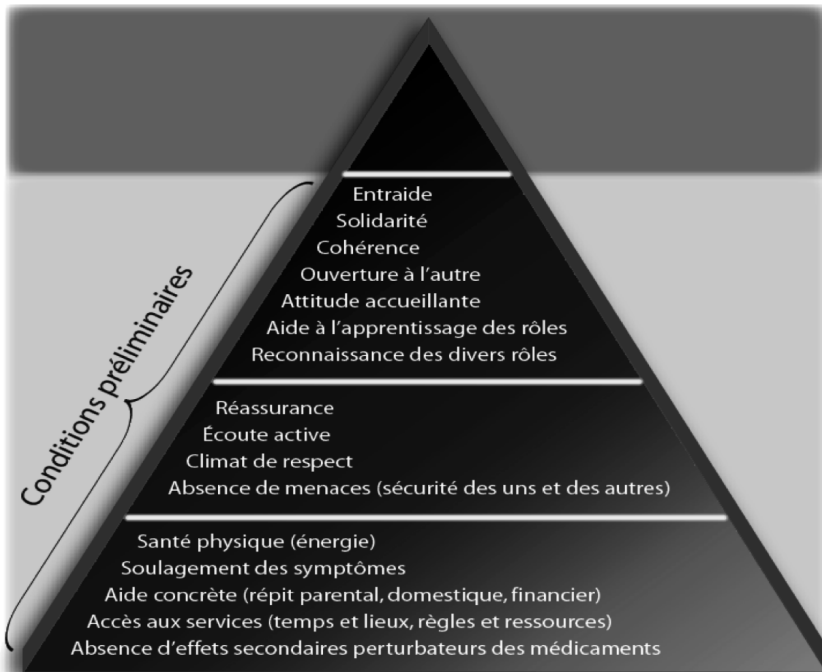 Entraide
Solidarité
Cohérence
Ouverture à l'autre
Attitude accueillante
Aide à l'apprentissage des rôles
Reconnaissance des divers rôles
Conditions préliminaires
Réassurance
Écoute active
Climat de respect
Absence de menaces (sécurité des uns et des autres)
Santé physique (énergie)
Soulagement des symptômes
Aide concrète (répit parental, domestique, financier)
Accès aux services (temps et lieux, règles et ressources)
Absence d'effets secondaires perturbateurs des médicaments